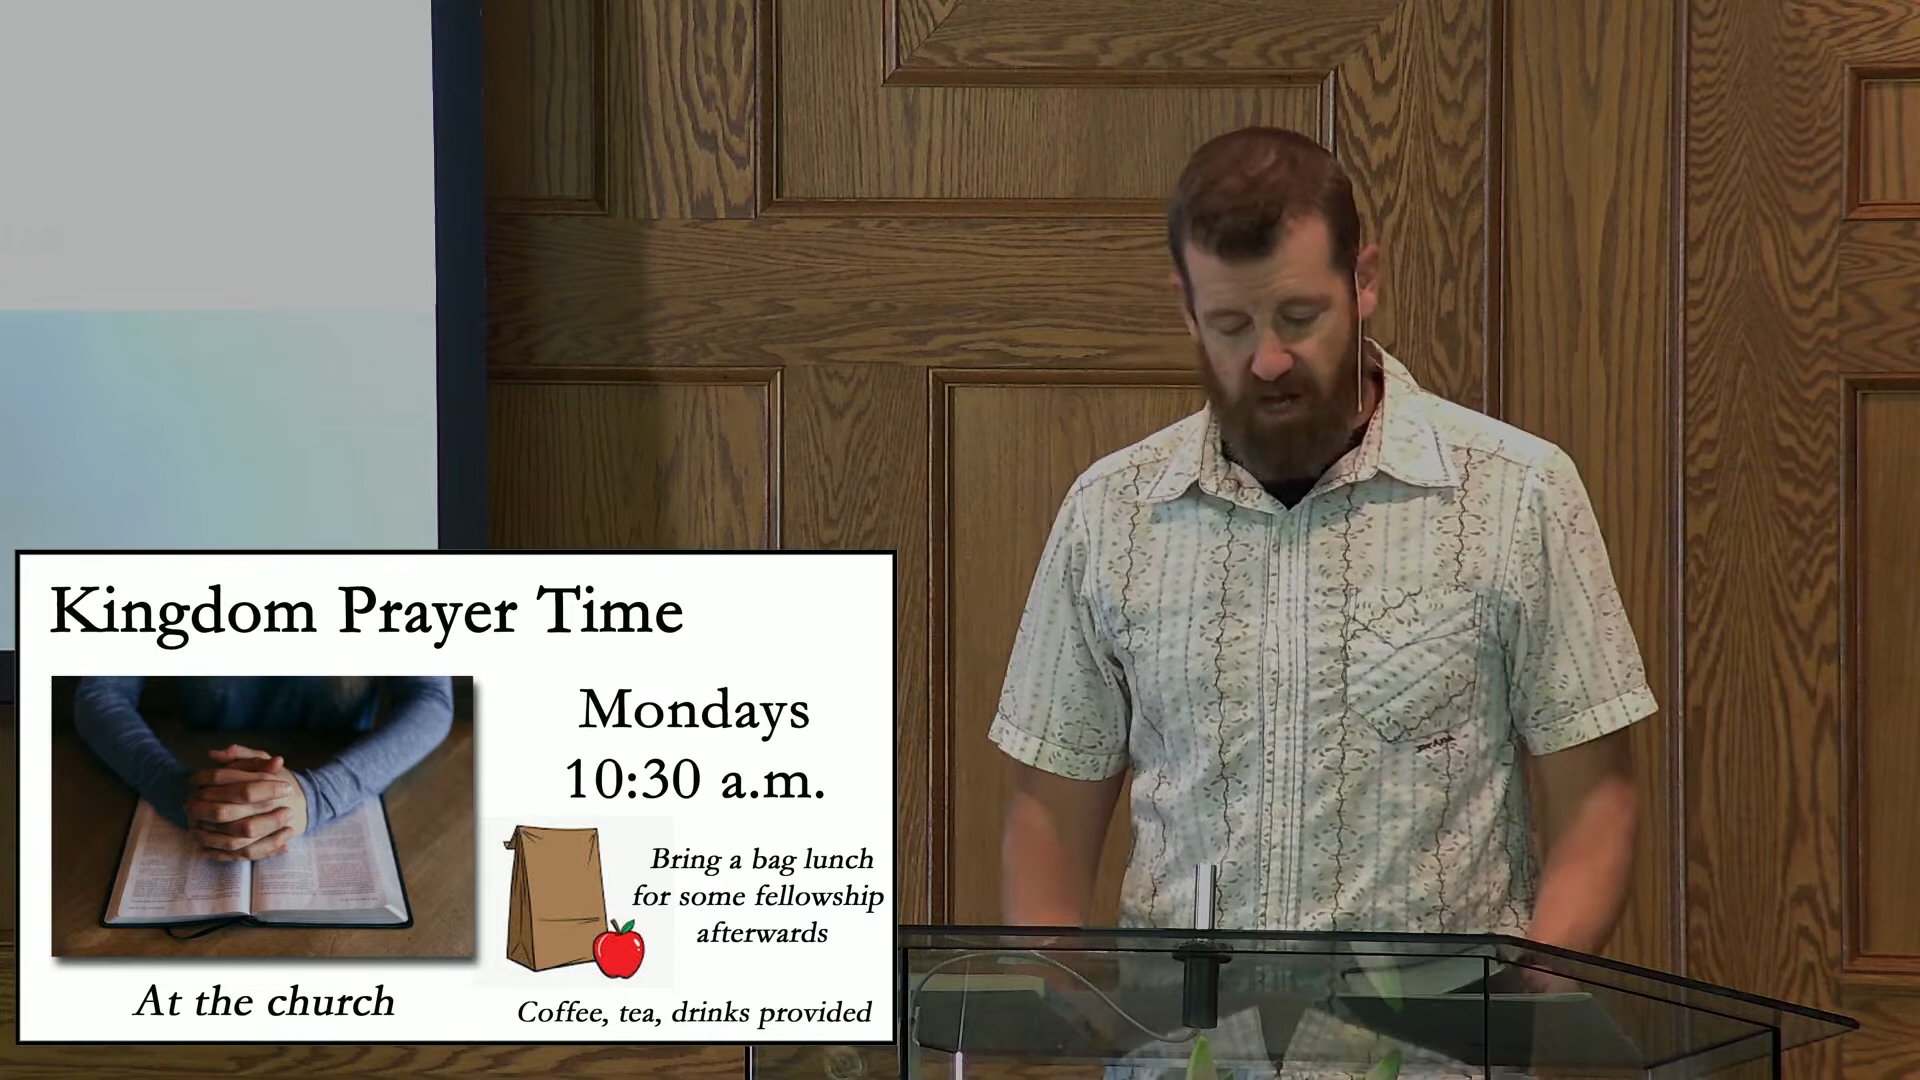 Kingdom Prayer Time
Mondays
10:30 a.m.
Bring a bag lunch
for some fellowship
afterwards
At the church
Coffee, tea, drinks provided